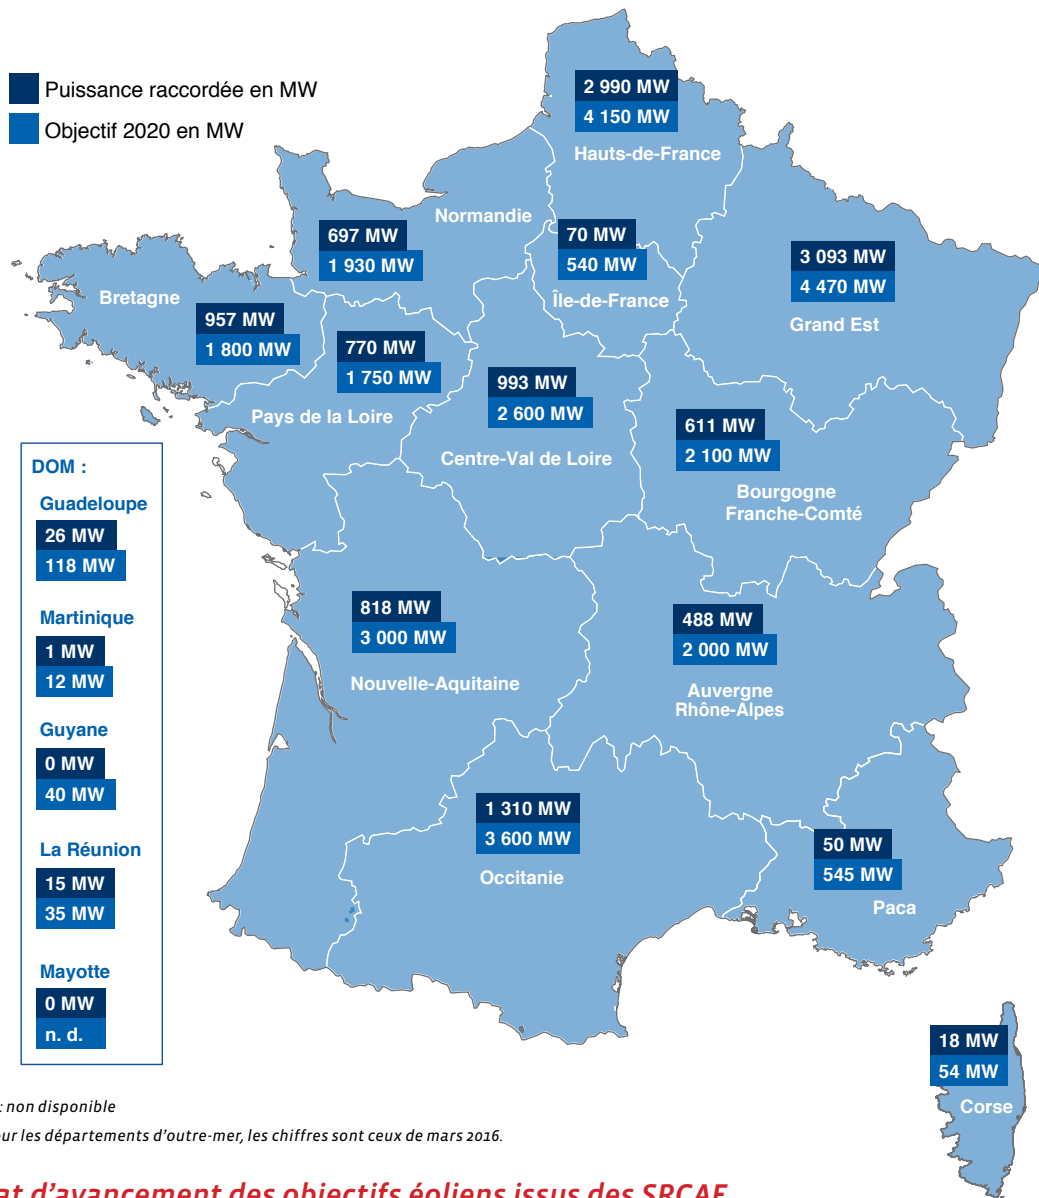 Puissance raccordée en MW
Objectif 2020 en MW
2 990 MW
4 150 MW
Hauts-de-France
Normandie
697 MW
1 930 MW
70 MW
540 MW
Île-de-France
3 093 MW
4 470 MW
Grand Est
Bretagne
957 MW
1 800 MW
770 MW
1 750 MW
Pays de la Loire
993 MW
2 600 MW
Centre-Val de Loire
611 MW
2 100 MW
Bourgogne
Franche-Comté
DOM :
Guadeloupe
26 MW
118 MW
Martinique
1 MW
12 MW
Guyane
0 MW
40 MW
La Réunion
15 MW
35 MW
Mayotte
0 MW
n. d.
818 MW
3 000 MW
Nouvelle-Aquitaine
488 MW
2 000 MW
Auvergne
Rhône-Alpes
1 310 MW
3 600 MW
Occitanie
50 MW
545 MW
Paca
18 MW
54 MW
Corse
: non disponible
our les départements d'outre-mer, les chiffres sont ceux de mars 2016.
at d'avancement des objectifs éoliens issus des SRCAE